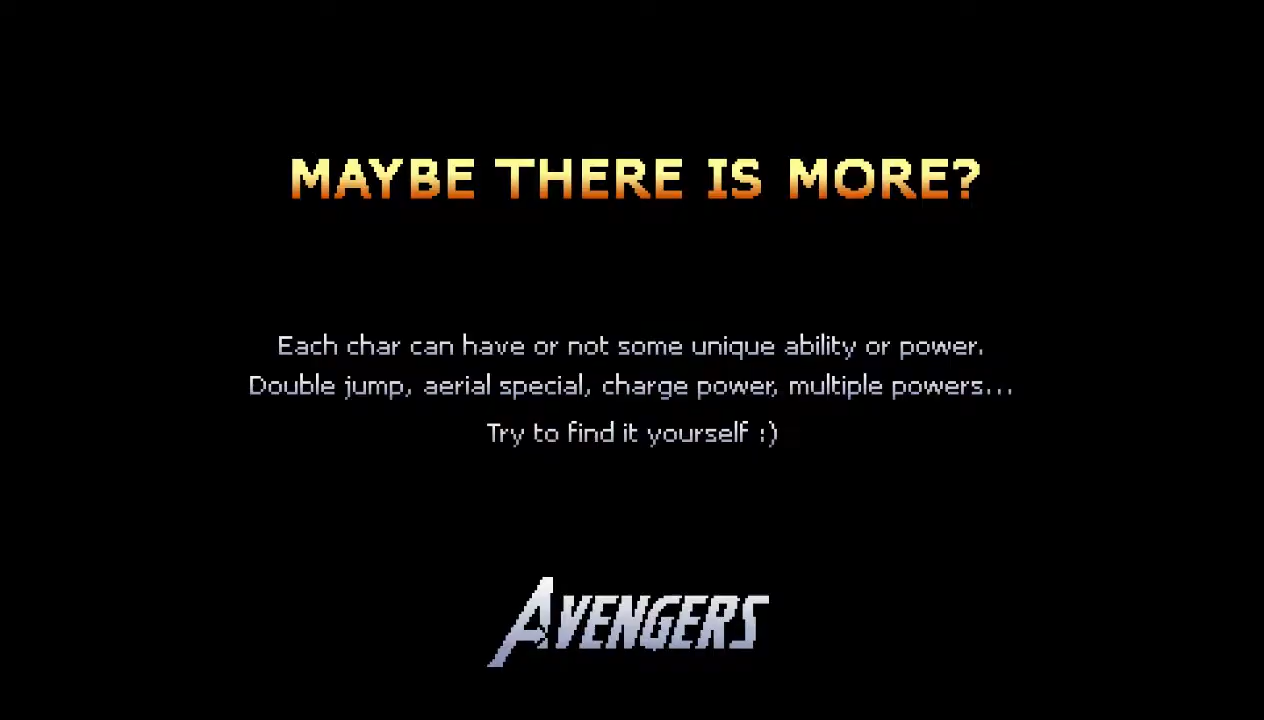 MAYBE THERE IS MORE?
Each char can have or not some unique ability or power.
Double jump, aerial special, charge power, multiple powers...
Try to find it yourself :)
AVENGERS